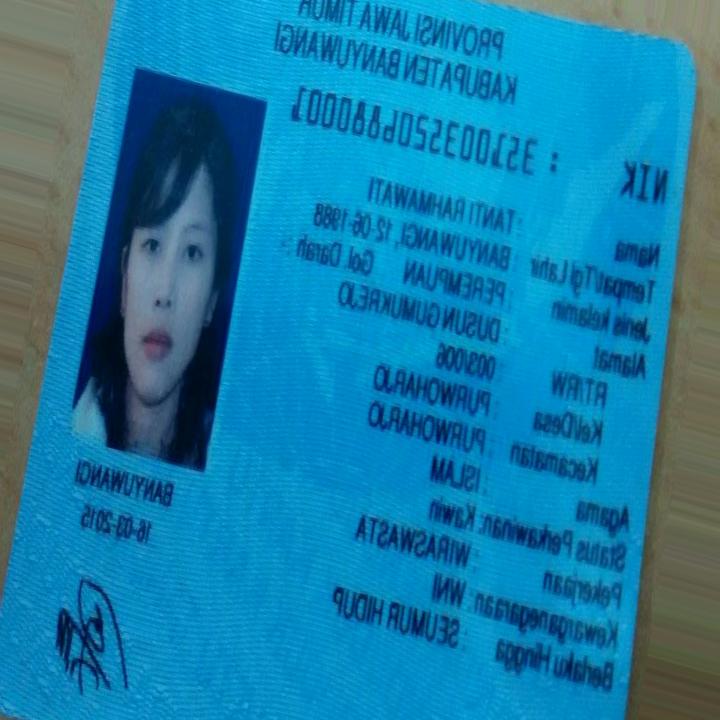 PROVINSI JAWA TIMUR
KABUPATEN BANYUWANGI
NIK : 3510035206880001
Nama : TANTI RAHMAWATI
Tempat/Tgl Lahir : BANYUWANGI, 12-06-1988
Jenis kelamin : PEREMPUAN Gol. Darah :
Alamat : DUSUN GUMUKREJO
RT/RW : 003/006
Kel/Desa : PURWOHARJO
Kecamatan : PURWOHARJO
Agama : ISLAM
Status Perkawinan: Kawin
Pekerjaan : WIRASWASTA
Kewarganegaraan: WNI
Berlaku Hingga : SEUMUR HIDUP
BANYUWANGI
16-03-2015